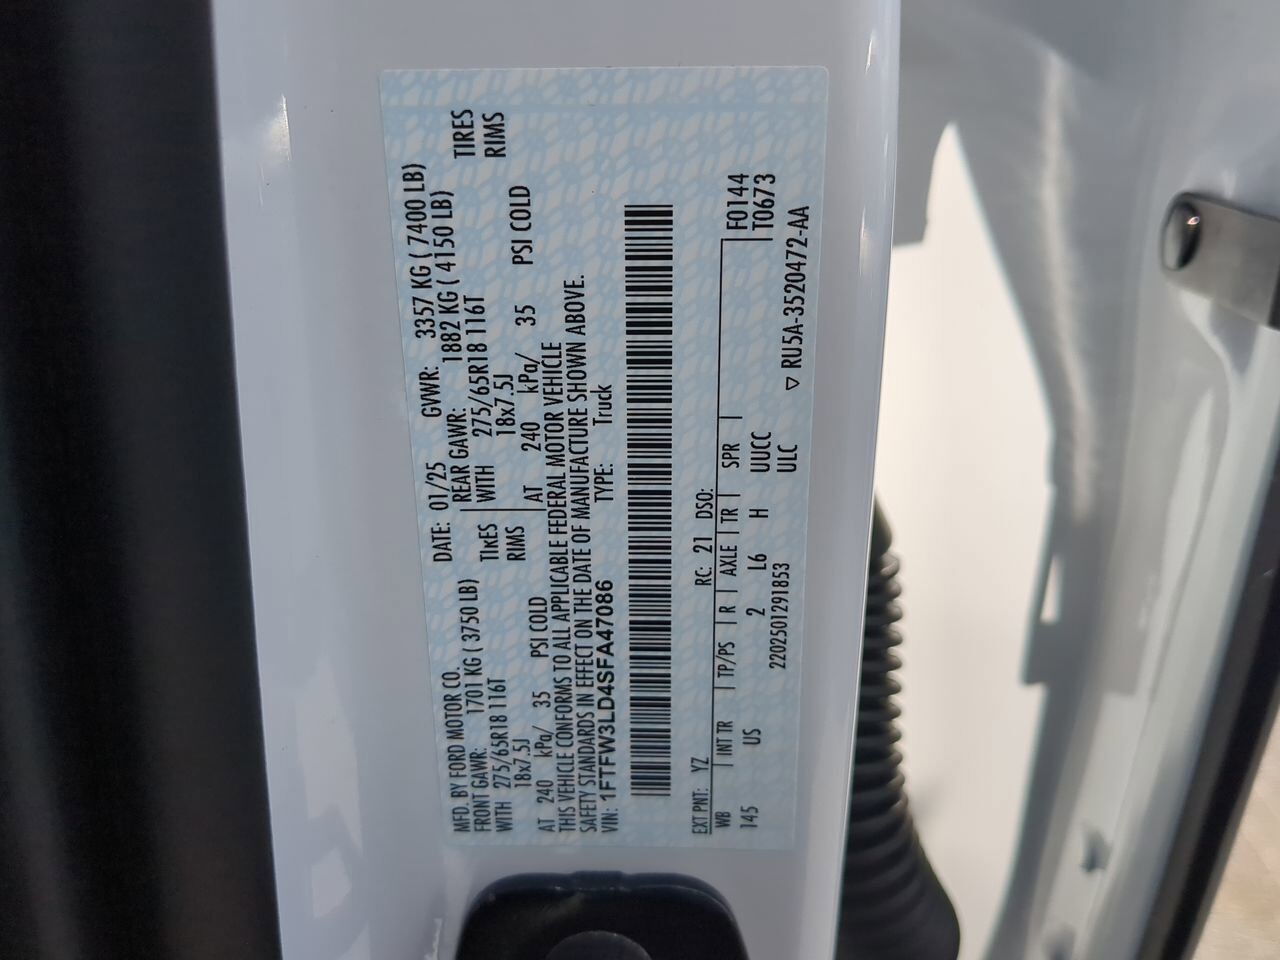 MFD. BY FORD MOTOR CO. DATE: 01/25 GVWR: 3357 KG ( 7400 LB)
FRONT GAWR: 1701 KG ( 3750 LB) REAR GAWR: 1882 KG ( 4150 LB)
WITH 275/65R18 116T TIRES WITH 275/65R18 116T TIRES
18x7.5J RIMS 18x7.5J RIMS
AT 240 kPa/ 35 PSI COLD AT 240 kPa/ 35 PSI COLD
THIS VEHICLE CONFORMS TO ALL APPLICABLE FEDERAL MOTOR VEHICLE
SAFETY STANDARDS IN EFFECT ON THE DATE OF MANUFACTURE SHOWN ABOVE.
VIN: 1FTFW3LD4SFA47086 TYPE: Truck
EXT PNT: YZ RC: 21 DSO: F0144
WB INT TR TP/PS R AXLE TR SPR T0673
145 US 2 L6 H UUCC
2202501291853 ULC ▽ RU5A-3520472-AA